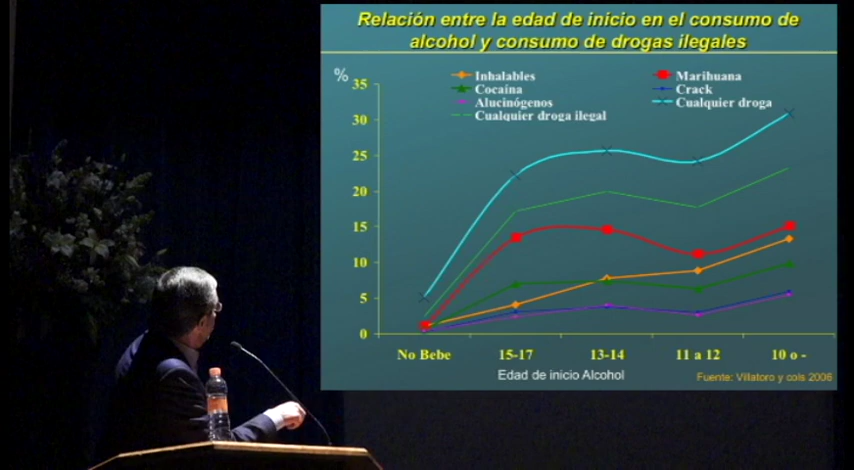 Relación entre la edad de inicio en el consumo de
alcohol y consumo de drogas ilegales
%
Inhalables
Marihuana
Cocaína
Crack
Alucinógenos
Cualquier droga
Cualquier droga ilegal
35
30
25
20
15
10
5
0
No Bebe 15-17 13-14 11 a 12 10 o -
Edad de inicio Alcohol
Fuente: Villatoro y cols 2006